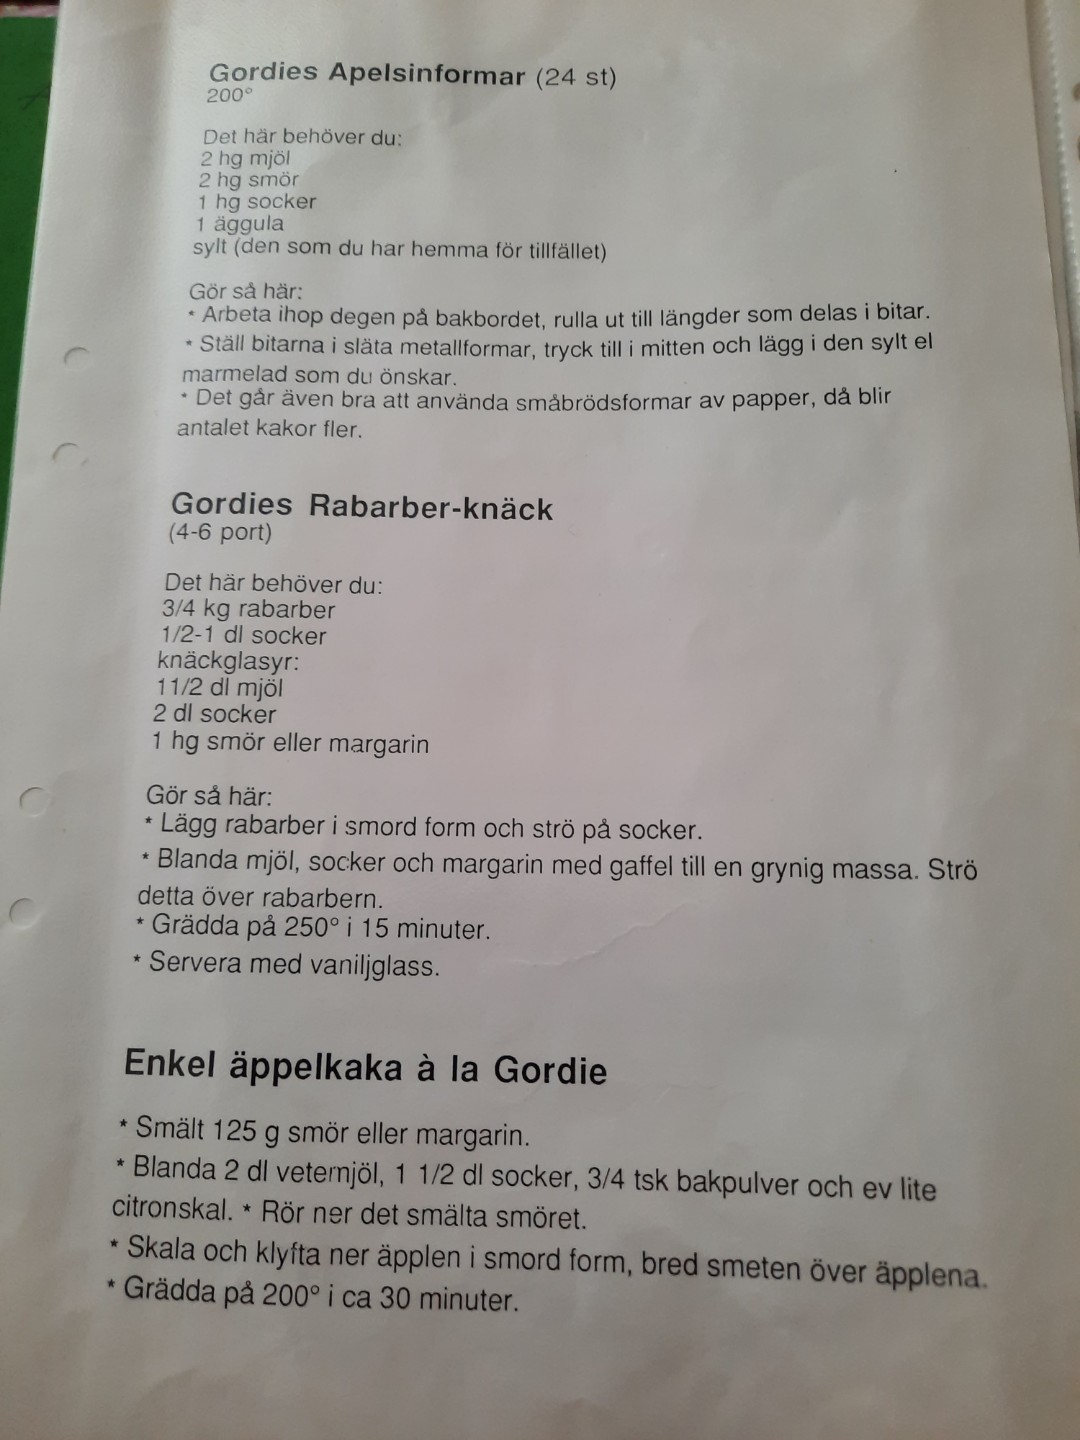 Gordies Apelsinformar (24 st)
200°
Det här behöver du:
2 hg mjöl
2 hg smör
1 hg socker
1 äggula
sylt (den som du har hemma för tillfället)
Gör så här:
* Arbeta ihop degen på bakbordet, rulla ut till längder som delas i bitar.
* Ställ bitarna i släta metallformar, tryck till i mitten och lägg i den sylt el
marmelad som du önskar.
* Det går även bra att använda småbrödsformar av papper, då blir
antalet kakor fler.
Gordies Rabarber-knäck
(4-6 port)
Det här behöver du:
3/4 kg rabarber
1/2-1 dl socker
knäckglasyr:
11/2 dl mjöl
2 dl socker
1 hg smör eller margarin
Gör så här:
* Lägg rabarber i smord form och strö på socker.
* Blanda mjöl, socker och margarin med gaffel till en grynig massa. Strö
detta över rabarbern.
* Grädda på 250° i 15 minuter.
* Servera med vaniljglass.
Enkel äppelkaka à la Gordie
* Smält 125 g smör eller margarin.
* Blanda 2 dl vetemjöl, 1 1/2 dl socker, 3/4 tsk bakpulver och ev lite
citronskal. * Rör ner det smälta smöret.
* Skala och klyfta ner äpplen i smord form, bred smeten över äpplena.
* Grädda på 200° i ca 30 minuter.